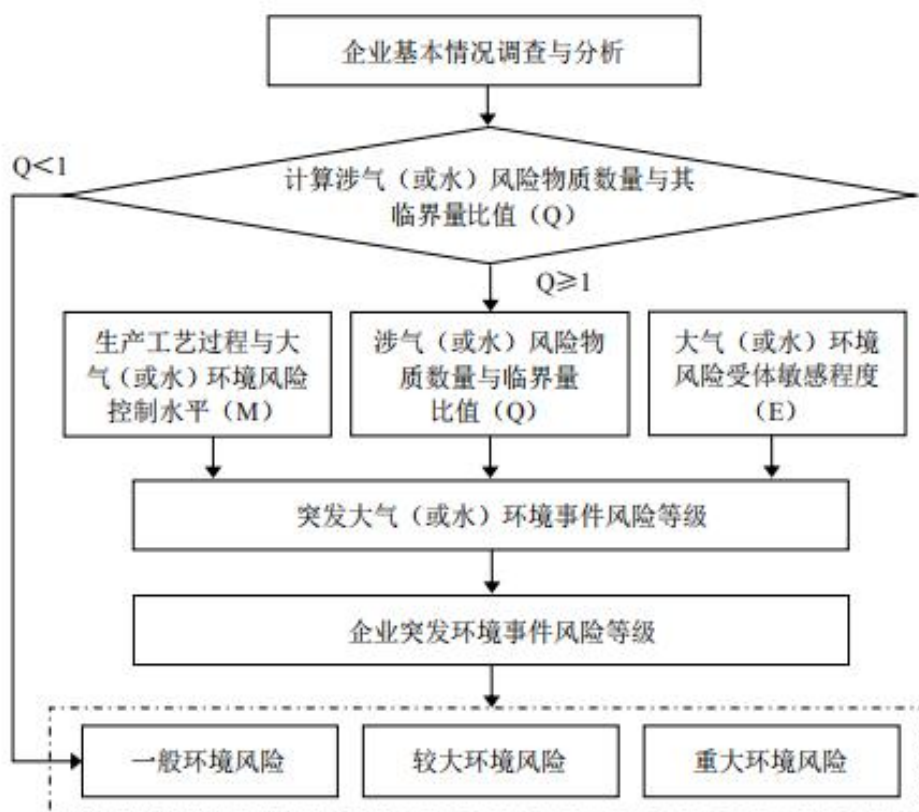 企业基本情况调查与分析
Q＜1
计算涉气（或水）风险物质数量与其
临界量比值（Q）
Q≥1
生产工艺过程与大
气（或水）环境风险
控制水平（M）
涉气（或水）风险物
质数量与临界量
比值（Q）
大气（或水）环境
风险受体敏感程度
（E）
突发大气（或水）环境事件风险等级
企业突发环境事件风险等级
一般环境风险
较大环境风险
重大环境风险